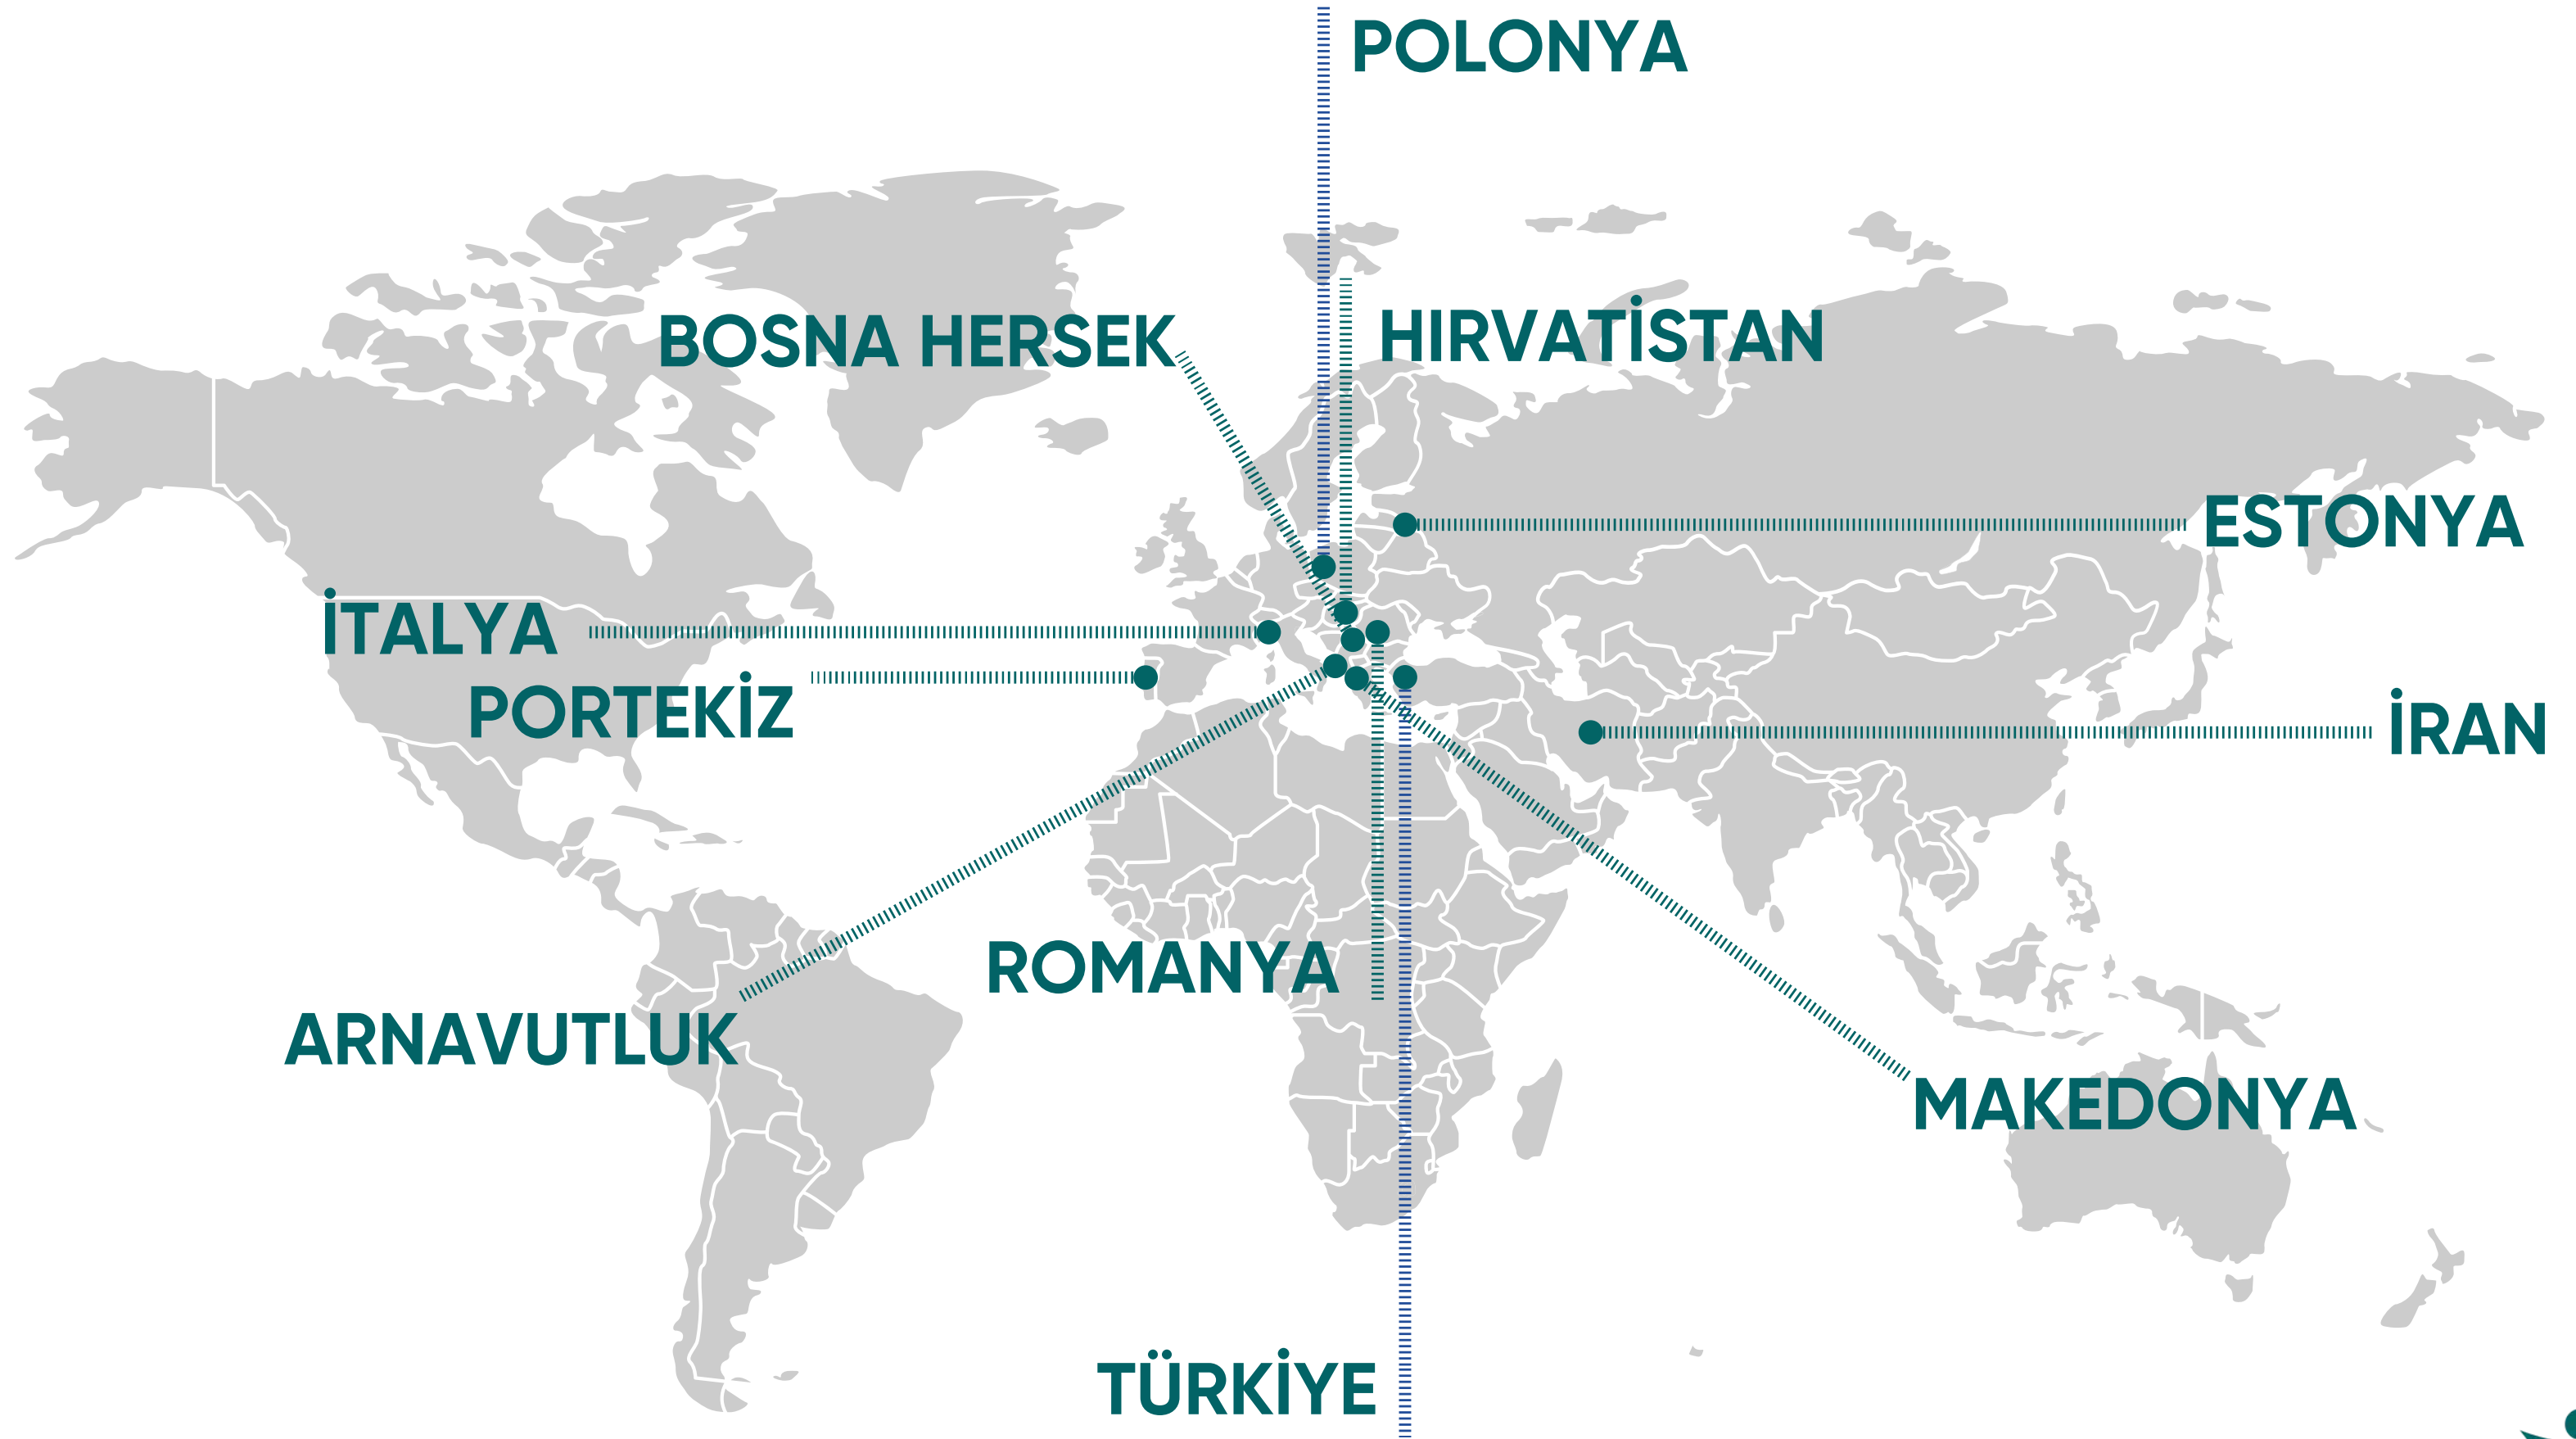 POLONYA
BOSNA HERSEK
HIRVATİSTAN
ESTONYA
İTALYA
PORTEKİZ
İRAN
ROMANYA
ARNAVUTLUK
MAKEDONYA
TÜRKİYE